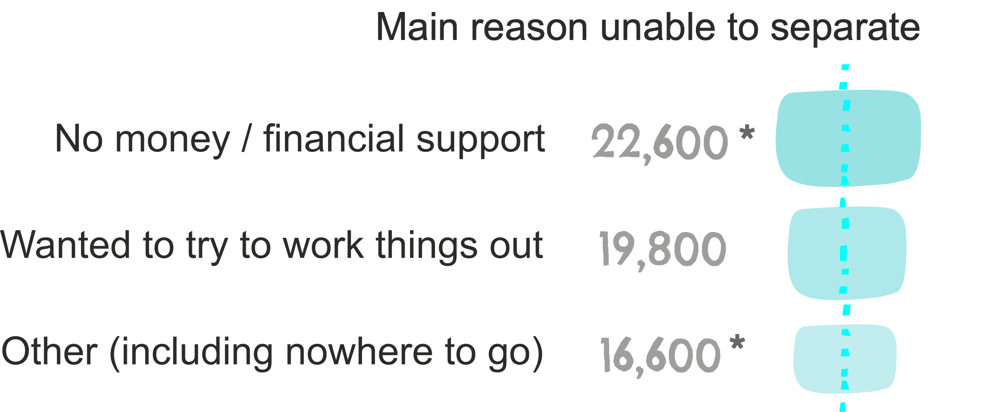 Main reason unable to separate
No money / financial support 22,600 *
Wanted to try to work things out 19,800
Other (including nowhere to go) 16,600 *